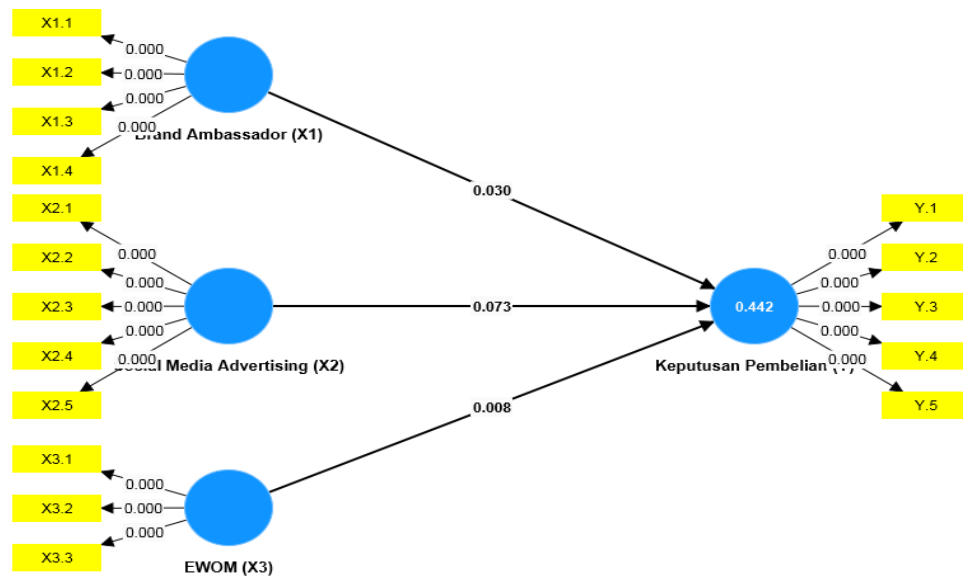 X1.1
X1.2
X1.3
X1.4
0.000
0.000
0.000
0.000
Brand Ambassador (X1)
0.030
X2.1
X2.2
X2.3
X2.4
X2.5
0.000
0.000
0.000
0.000
0.000
Social Media Advertising (X2)
0.073
X3.1
X3.2
X3.3
0.000
0.000
0.000
EWOM (X3)
0.008
0.442
Keputusan Pembelian (Y)
0.000
0.000
0.000
0.000
0.000
Y.1
Y.2
Y.3
Y.4
Y.5